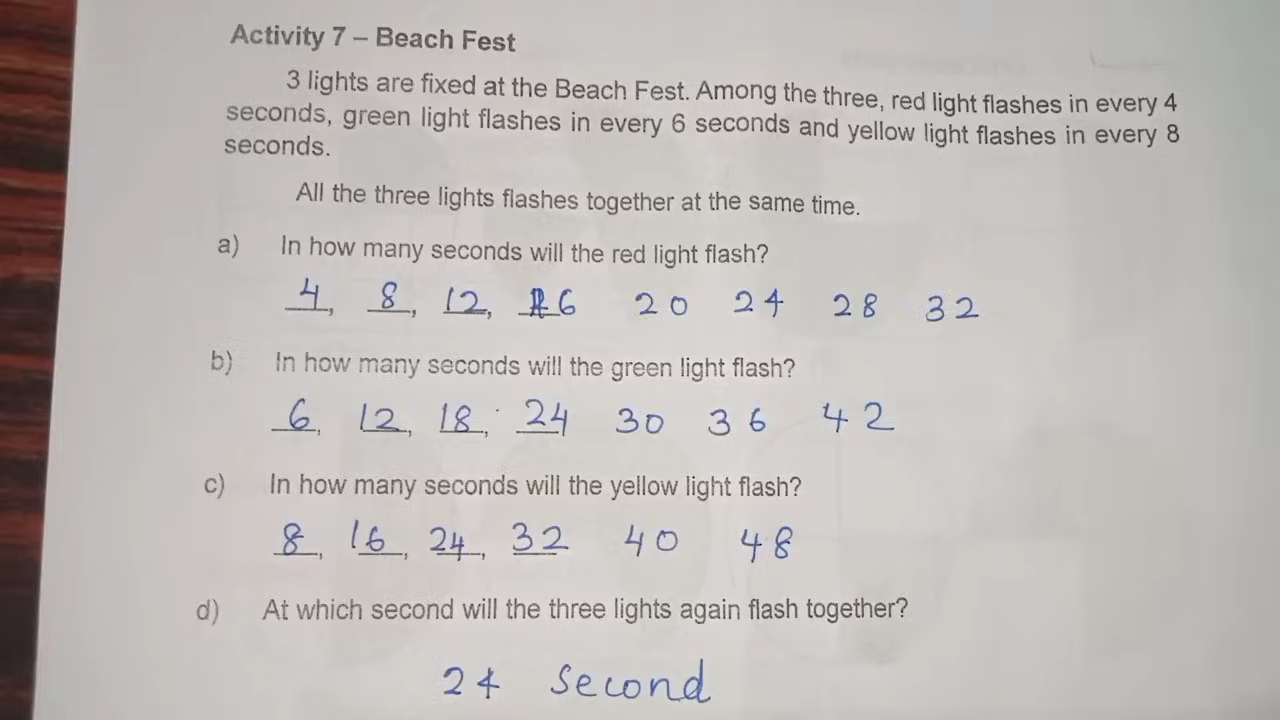 Activity 7 – Beach Fest
3 lights are fixed at the Beach Fest. Among the three, red light flashes in every 4
seconds, green light flashes in every 6 seconds and yellow light flashes in every 8
seconds.
All the three lights flashes together at the same time.
a) In how many seconds will the red light flash?
4, 8, 12, 16 20 24 28 32
b) In how many seconds will the green light flash?
6, 12, 18, 24 30 36 42
c) In how many seconds will the yellow light flash?
8, 16, 24, 32 40 48
d) At which second will the three lights again flash together?
24 second